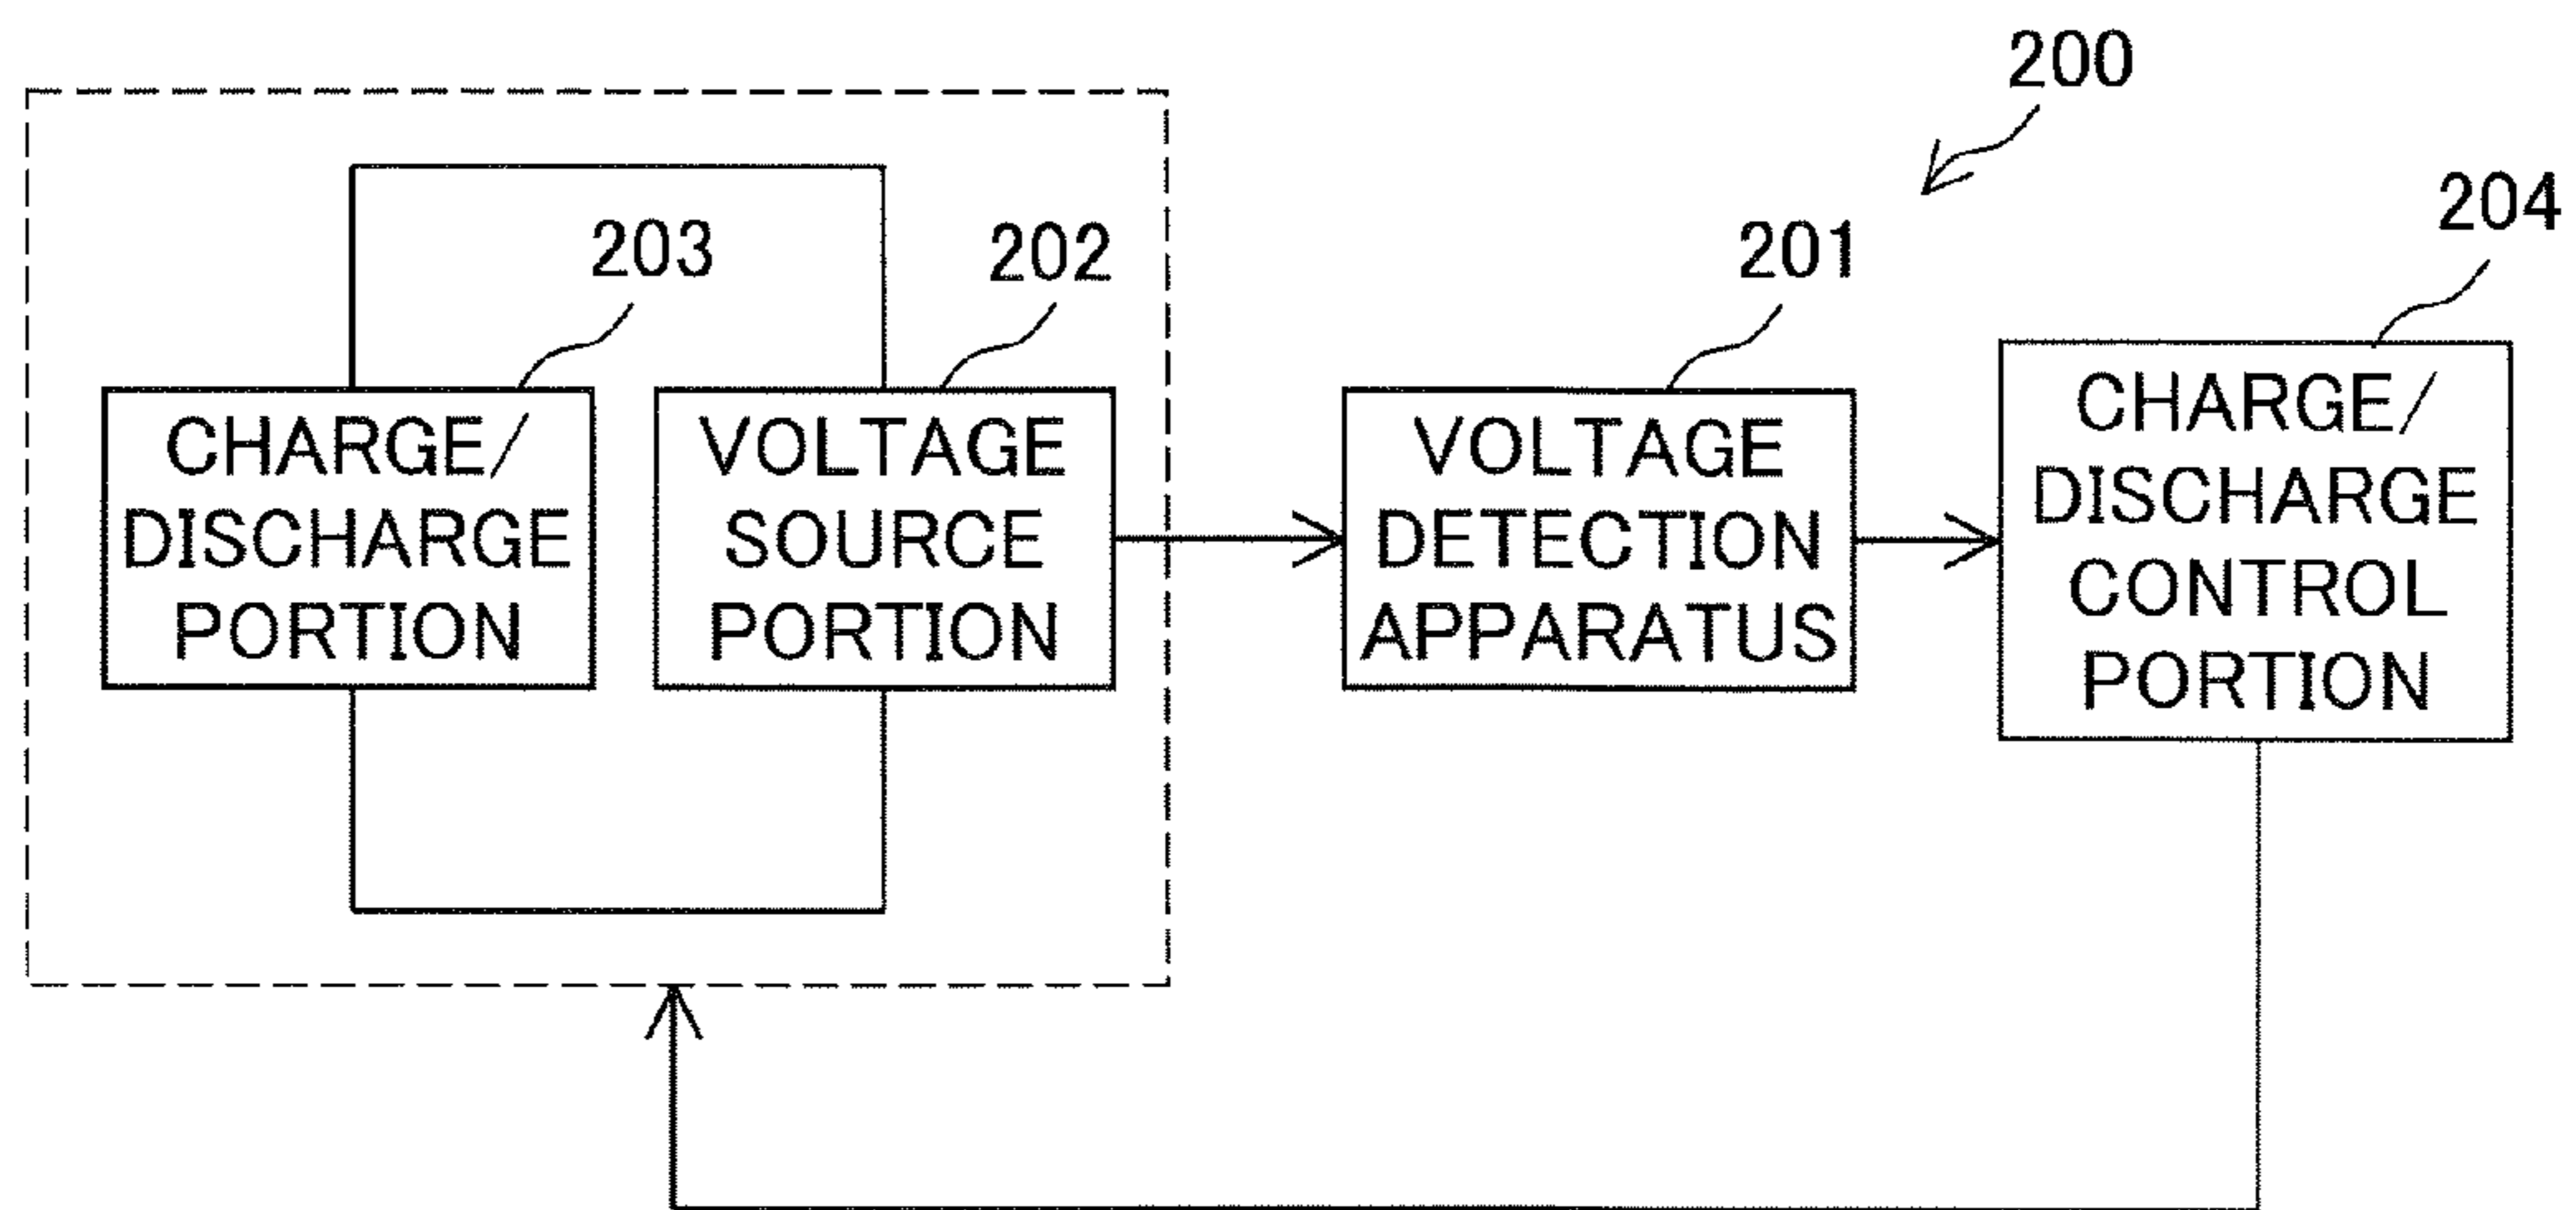 200
204
203
202
201
CHARGE/
DISCHARGE
PORTION
VOLTAGE
SOURCE
PORTION
VOLTAGE
DETECTION
APPARATUS
CHARGE/
DISCHARGE
CONTROL
PORTION